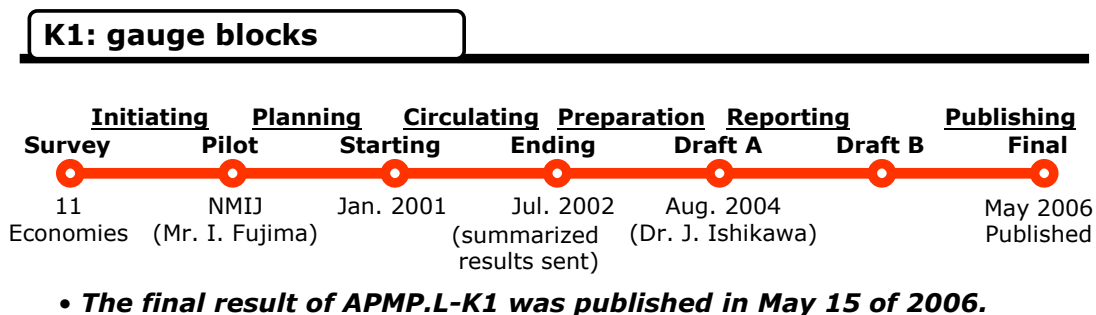 K1: gauge blocks
Initiating Planning Circulating Preparation Reporting Publishing
Survey Pilot Starting Ending Draft A Draft B Final
11 NMIJ Jan. 2001 Jul. 2002 Aug. 2004 May 2006
Economies (Mr. I. Fujima) (summarized (Dr. J. Ishikawa) Published
results sent)
• The final result of APMP.L-K1 was published in May 15 of 2006.